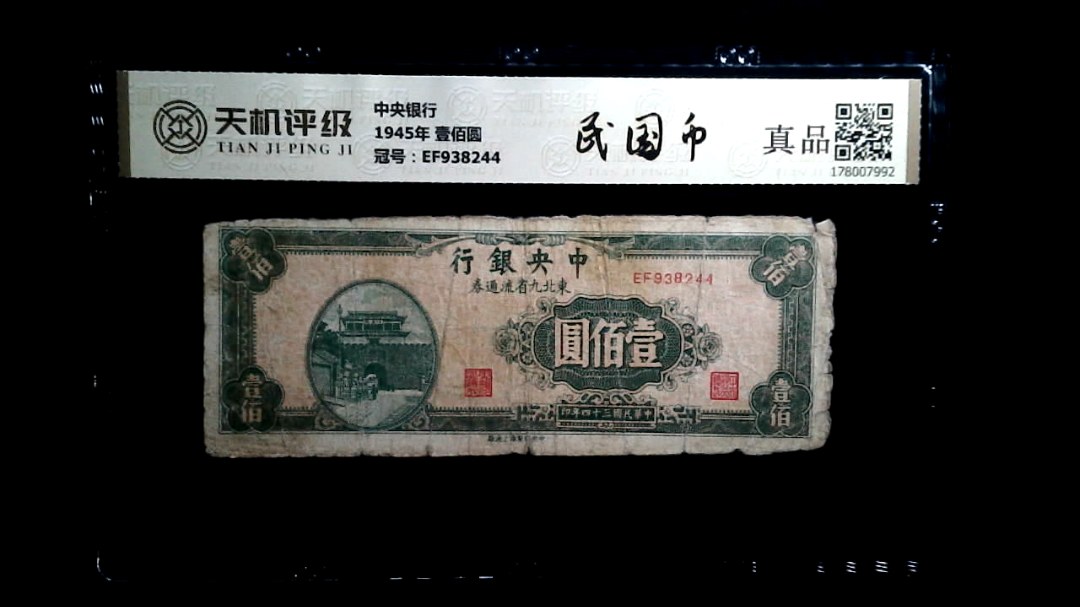 天机评级
TIAN JI PING JI
中央银行
1945年 壹佰圆
冠号：EF938244
民国币
真品
178007992
行銀央中
券通流省九北東
EF938244
壹佰
壹佰
圓佰壹
壹佰
壹佰
印年四十三國民華中